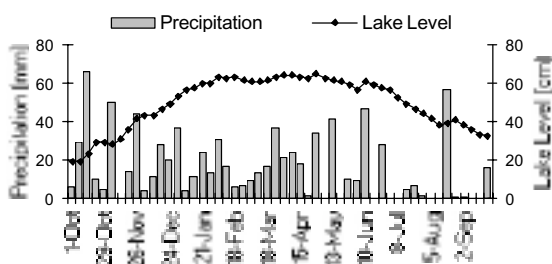 Precipitation Lake Level
Precipitation [mm]
80
60
40
20
0
80
60
40
20
0
Lake Level [cm]
1-Oct
29-Oct
26-Nov
24-Dec
21-Jan
18-Feb
18-Mar
15-Apr
13-May
10-Jun
8-Jul
5-Aug
2-Sep